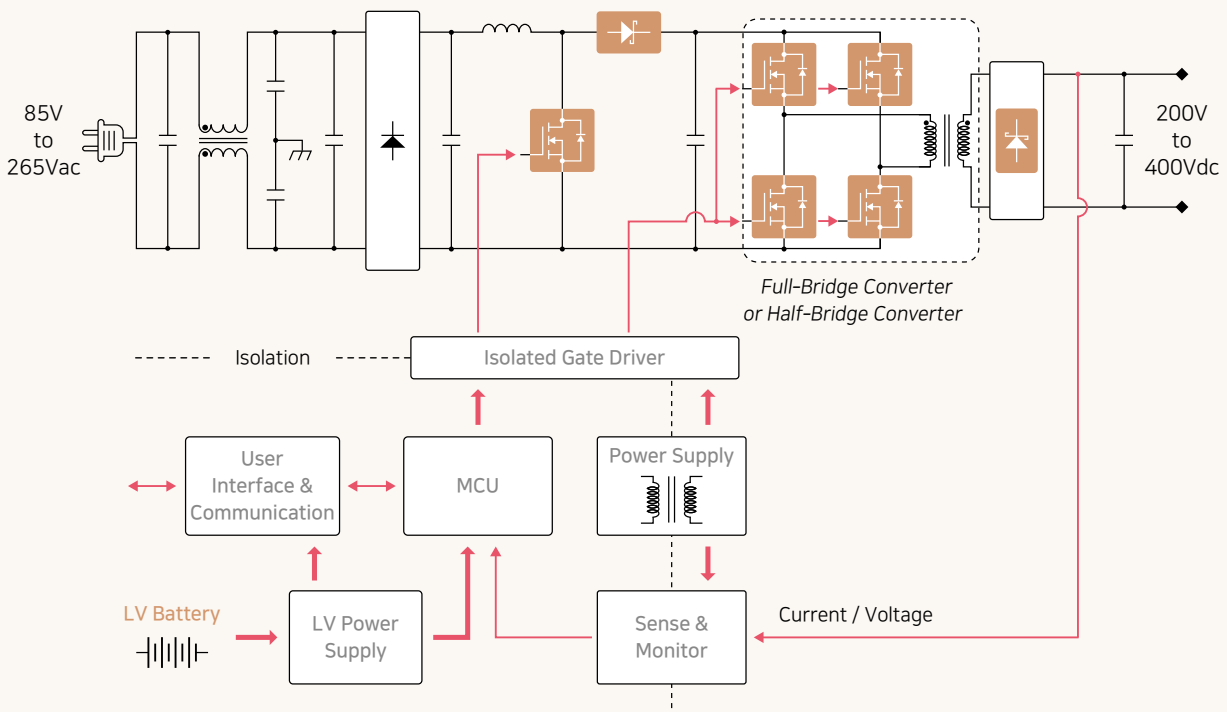 85V
to
265Vac
200V
to
400Vdc
Full-Bridge Converter
or Half-Bridge Converter
Isolation
Isolated Gate Driver
User
Interface &
Communication
MCU
Power Supply
LV Battery
LV Power
Supply
Sense &
Monitor
Current / Voltage